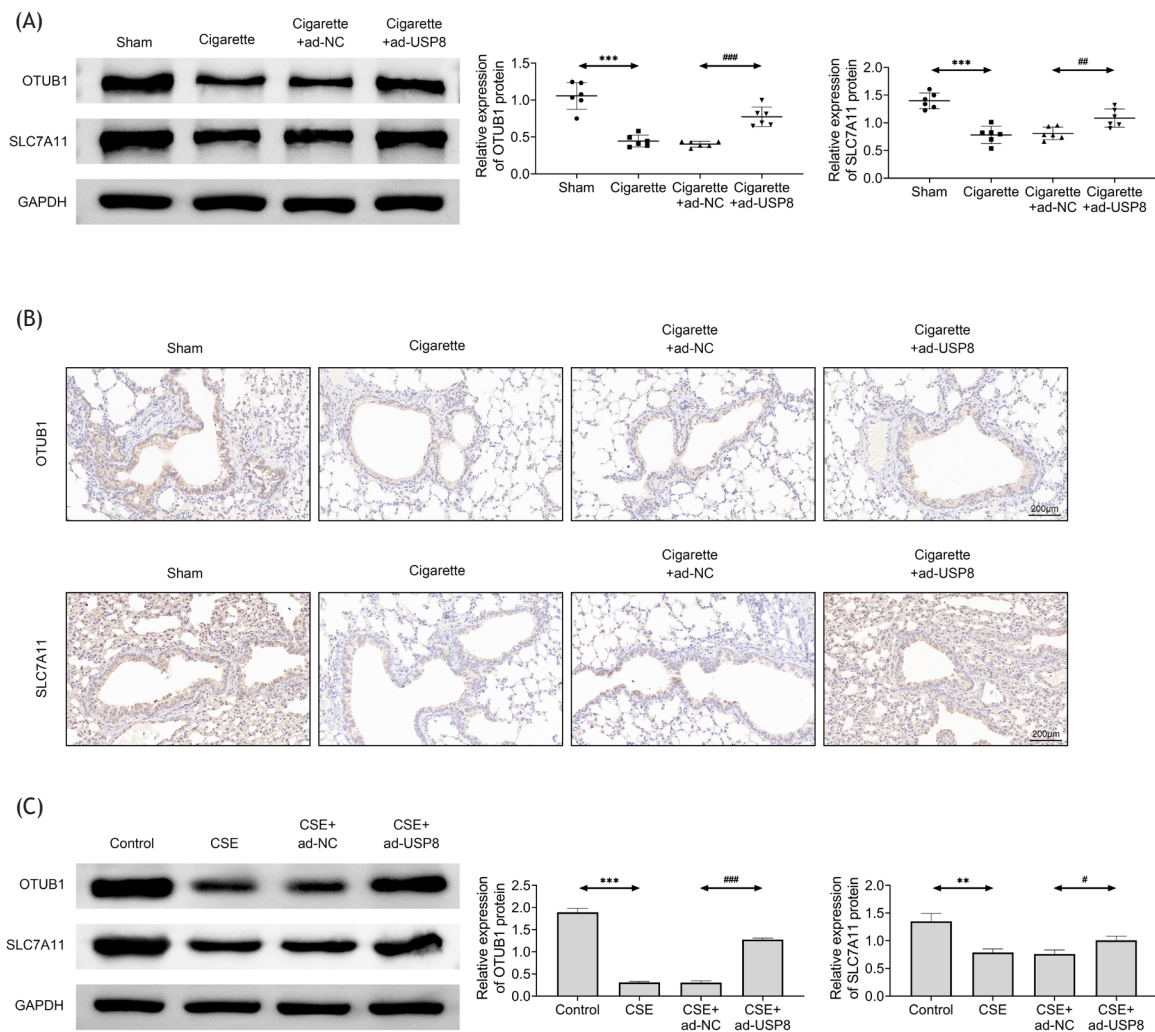 (A)
Sham
Cigarette
Cigarette
+ad-NC
Cigarette
+ad-USP8
OTUB1
SLC7A11
GAPDH
Relative expression
of OTUB1 protein
1.5
1.0
0.5
0.0
***
###
Sham
Cigarette
Cigarette
+ad-NC
Cigarette
+ad-USP8
Relative expression
of SLC7A11 protein
2.0
1.5
1.0
0.5
0.0
***
##
Sham
Cigarette
Cigarette
+ad-NC
Cigarette
+ad-USP8
(B)
Sham
Cigarette
Cigarette
+ad-NC
Cigarette
+ad-USP8
OTUB1
200μm
Sham
Cigarette
Cigarette
+ad-NC
Cigarette
+ad-USP8
SLC7A11
200μm
(C)
Control
CSE
CSE+
ad-NC
CSE+
ad-USP8
OTUB1
SLC7A11
GAPDH
Relative expression
of OTUB1 protein
2.5
2.0
1.5
1.0
0.5
0.0
***
###
Control
CSE
CSE+
ad-NC
CSE+
ad-USP8
Relative expression
of SLC7A11 protein
2.0
1.5
1.0
0.5
0.0
**
#
Control
CSE
CSE+
ad-NC
CSE+
ad-USP8